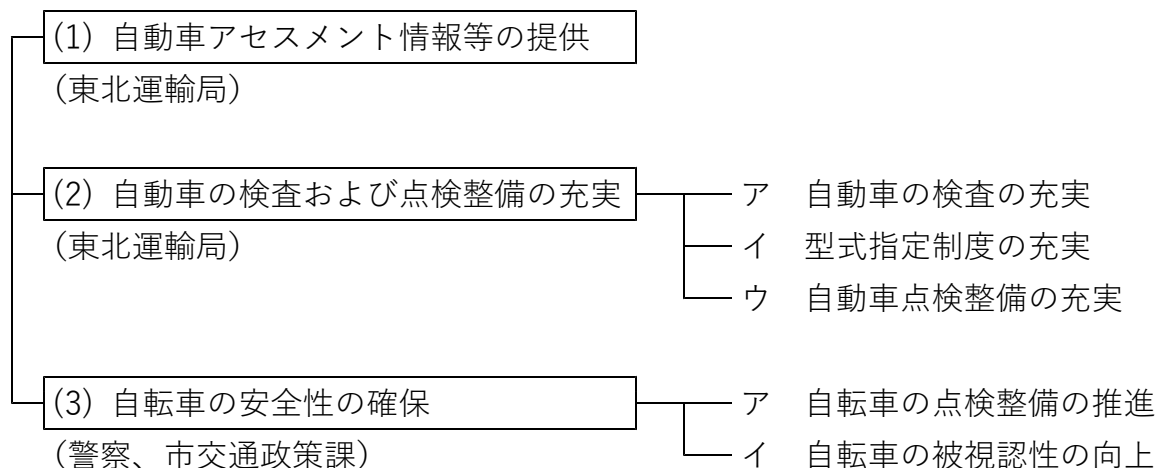 (1) 自動車アセスメント情報等の提供
(東北運輸局)
(2) 自動車の検査および点検整備の充実
ア　自動車の検査の充実
(東北運輸局)
イ　型式指定制度の充実
ウ　自動車点検整備の充実
(3) 自転車の安全性の確保
ア　自転車の点検整備の推進
(警察、市交通政策課)
イ　自転車の被視認性の向上